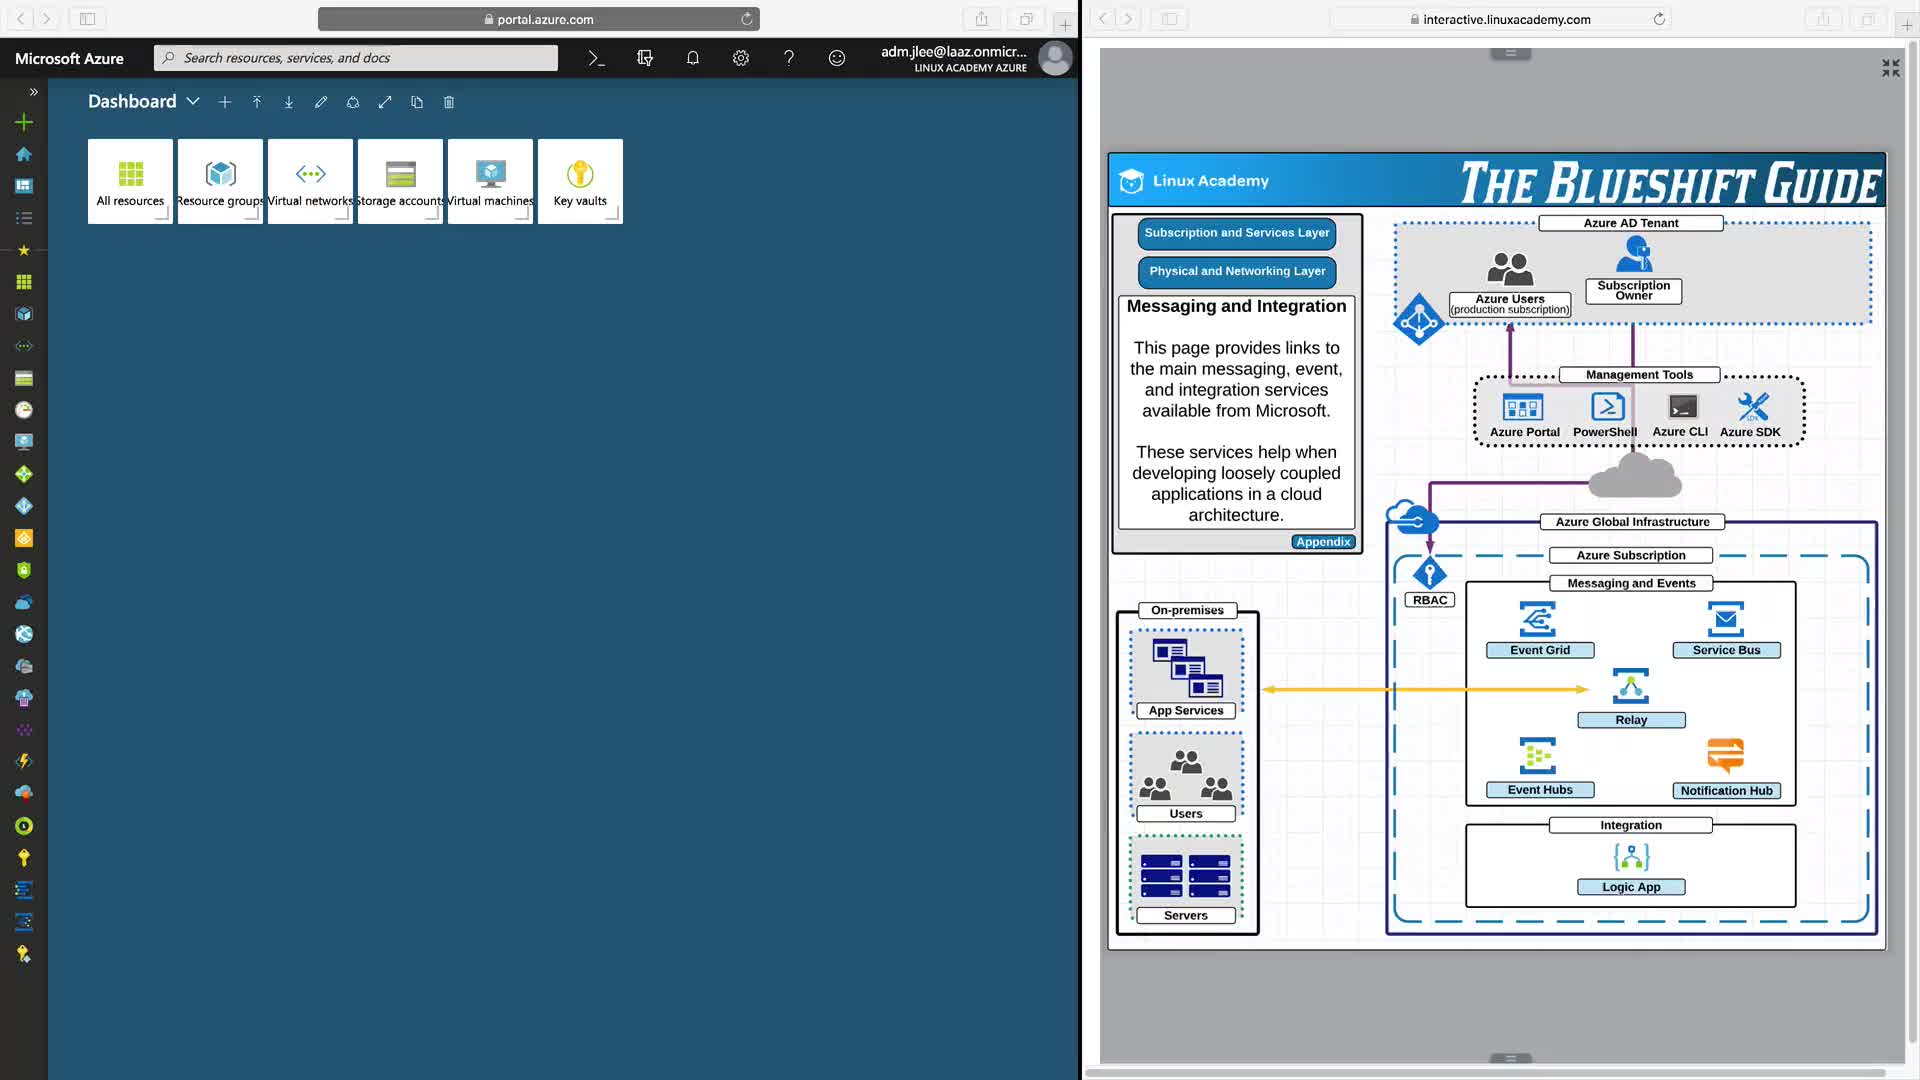 portal.azure.com
Microsoft Azure
Search resources, services, and docs
adm.jlee@laaz.onmicr...
LINUX ACADEMY AZURE
Dashboard
All resources
Resource groups
Virtual networks
Storage accounts
Virtual machines
Key vaults
interactive.linuxacademy.com
Linux Academy
THE BLUESHIFT GUIDE
Subscription and Services Layer
Physical and Networking Layer
Messaging and Integration
This page provides links to
the main messaging, event,
and integration services
available from Microsoft.
These services help when
developing loosely coupled
applications in a cloud
architecture.
Appendix
Azure AD Tenant
Azure Users
(production subscription)
Subscription
Owner
Management Tools
Azure Portal
PowerShell
Azure CLI
SDK
Azure SDK
Azure Global Infrastructure
Azure Subscription
RBAC
Messaging and Events
Event Grid
Service Bus
Relay
Event Hubs
Notification Hub
Integration
Logic App
On-premises
App Services
Users
Servers